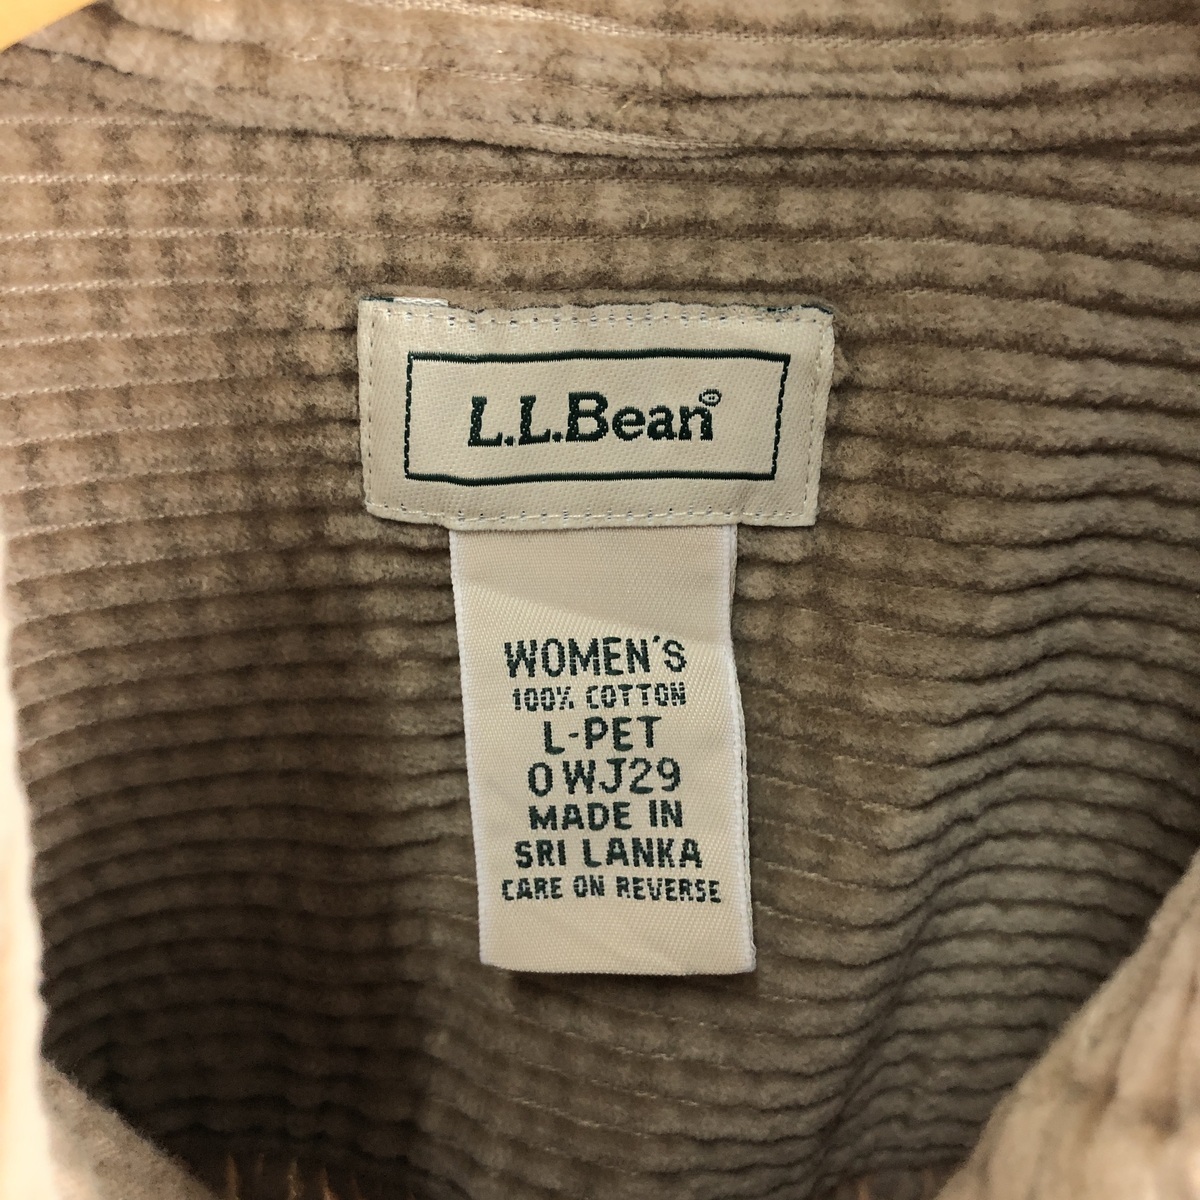 L.L.Bean®
WOMEN'S
100% COTTON
L-PET
0WJ29
MADE IN
SRI LANKA
CARE ON REVERSE